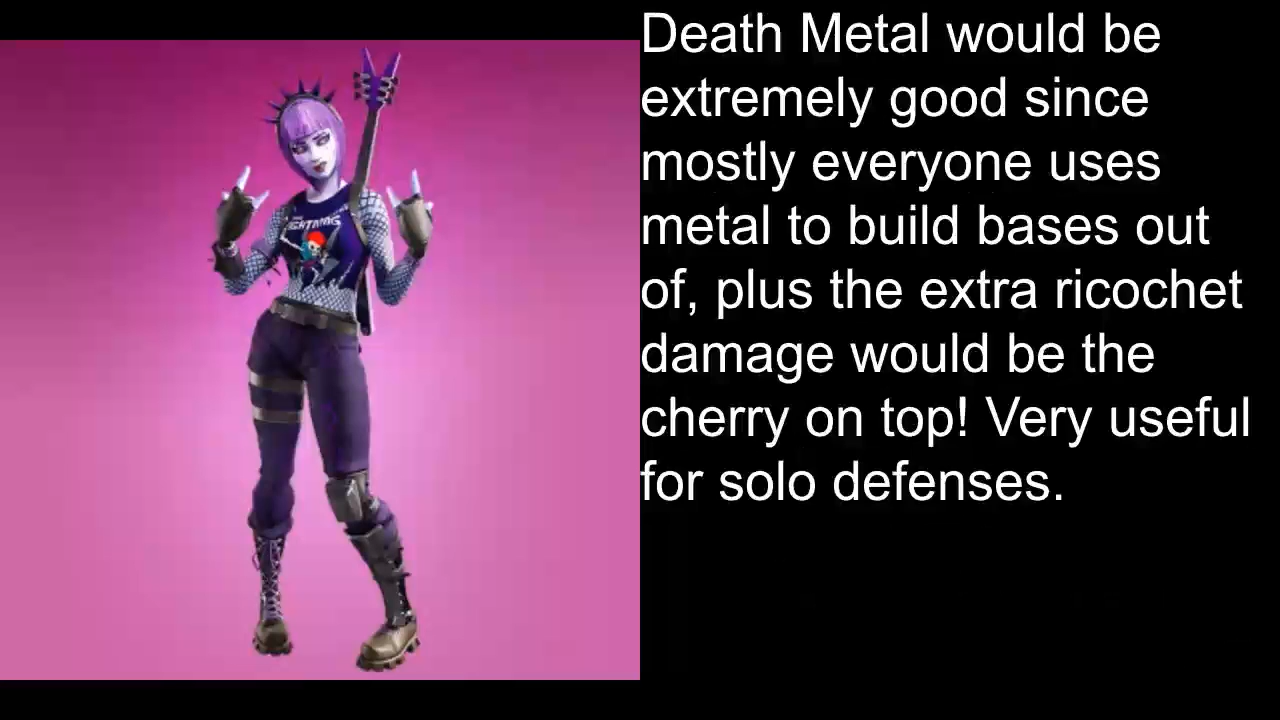 Death Metal would be
extremely good since
mostly everyone uses
metal to build bases out
of, plus the extra ricochet
damage would be the
cherry on top! Very useful
for solo defenses.